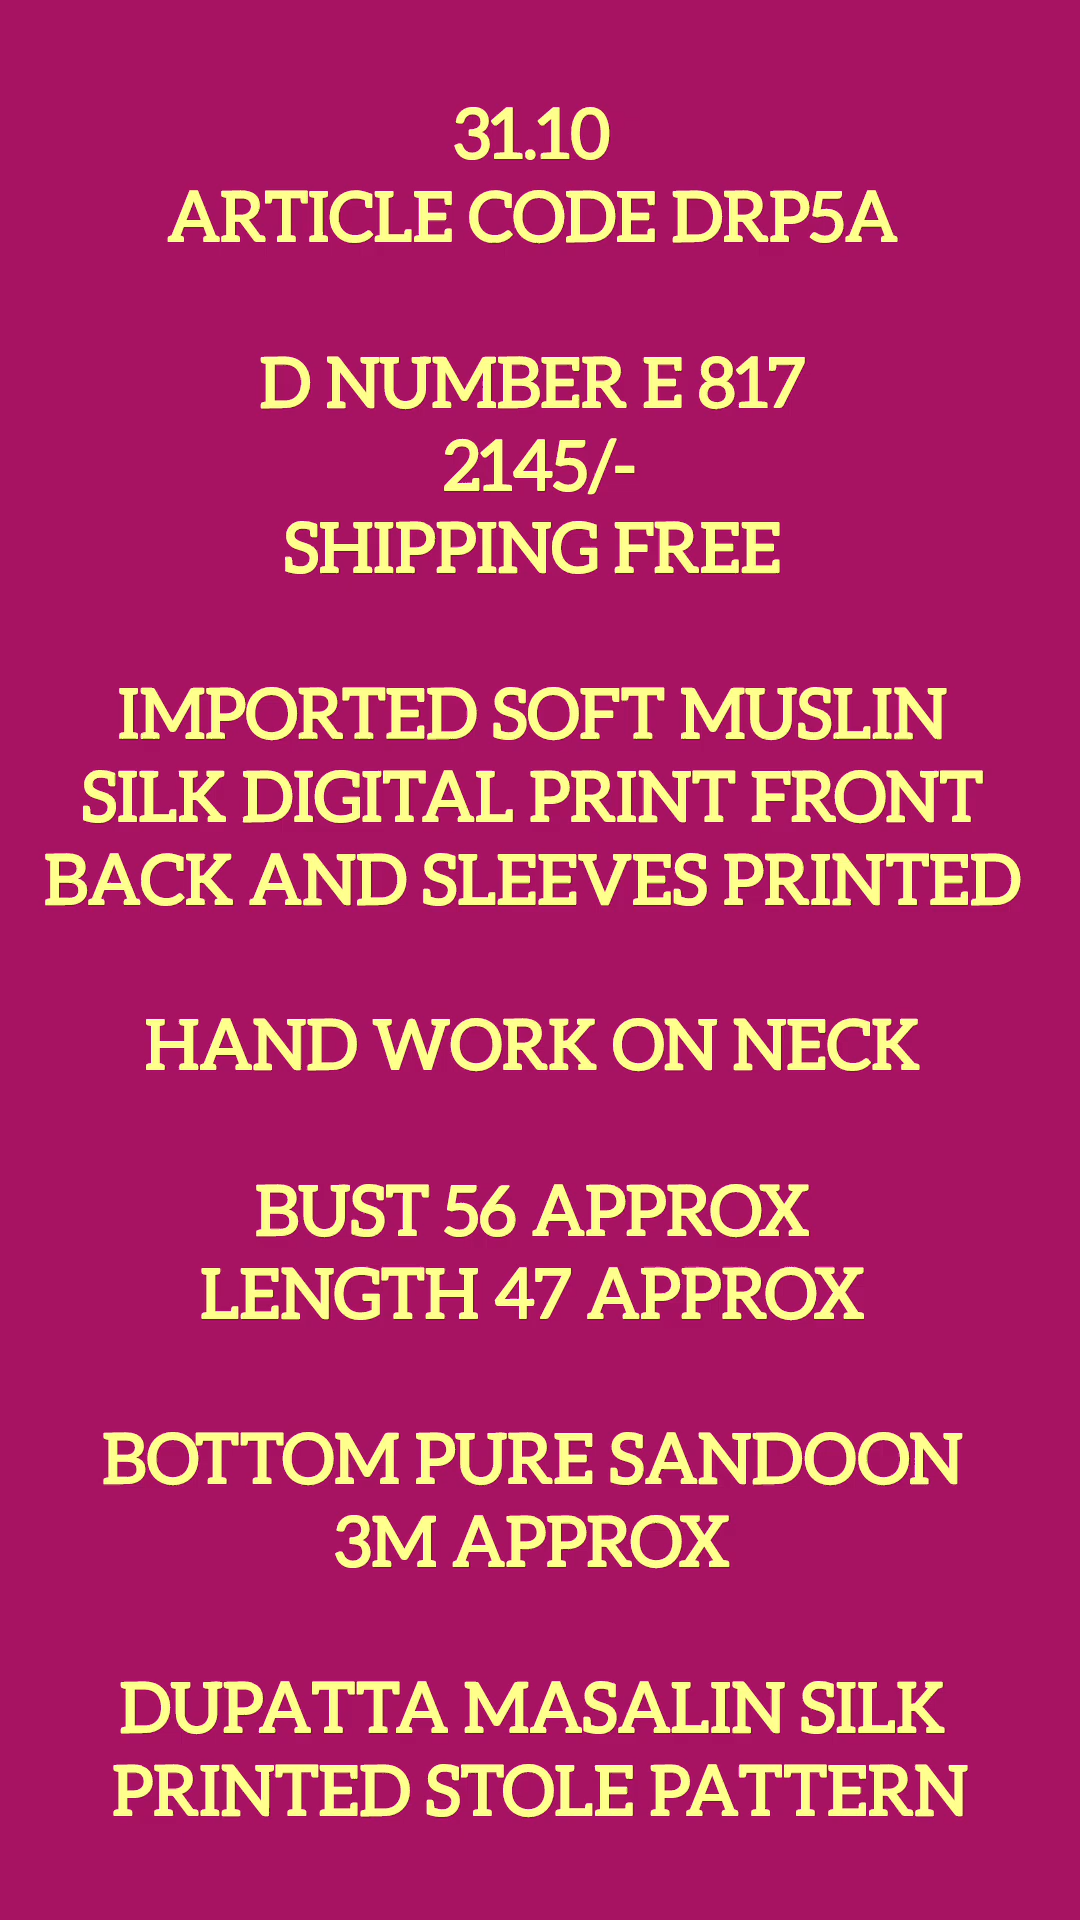 31.10
ARTICLE CODE DRP5A
D NUMBER E 817
2145/-
SHIPPING FREE
IMPORTED SOFT MUSLIN
SILK DIGITAL PRINT FRONT
BACK AND SLEEVES PRINTED
HAND WORK ON NECK
BUST 56 APPROX
LENGTH 47 APPROX
BOTTOM PURE SANDOON
3M APPROX
DUPATTA MASALIN SILK
PRINTED STOLE PATTERN